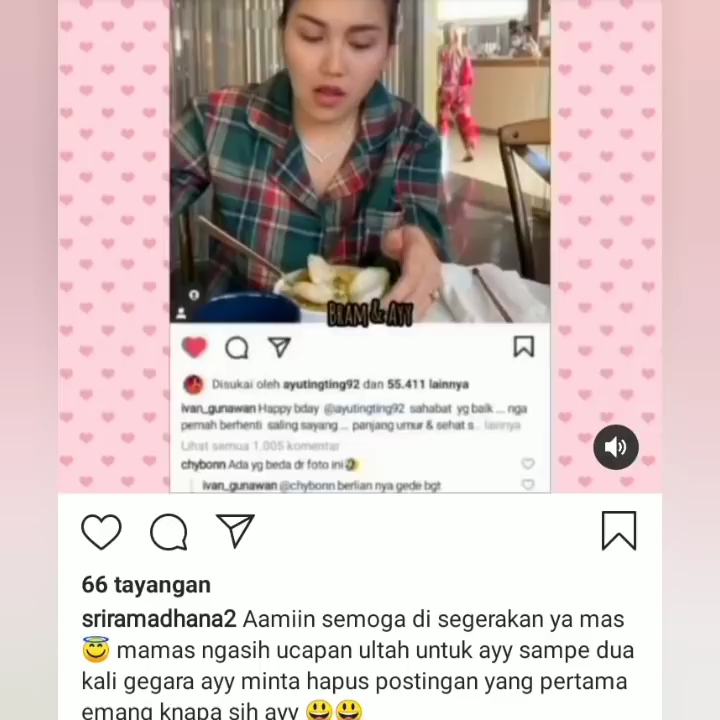 BRAM & AYY
Disukai oleh ayutingting92 dan 55.411 lainnya
ivan_gunawan Happy bday @ayutingting92 sahabat yg baik ... nga
pernah berhenti saling sayang ... panjang umur & sehat s... lainnya
Lihat semua 1.005 komentar
chybonn Ada yg beda dr foto ini🤣
ivan_gunawan @chybonn berlian nya gede bgt
66 tayangan
sriramadhana2 Aamiin semoga di segerakan ya mas
😇 mamas ngasih ucapan ultah untuk ayy sampe dua
kali gegara ayy minta hapus postingan yang pertama
emang knapa sih ayy 😃😃